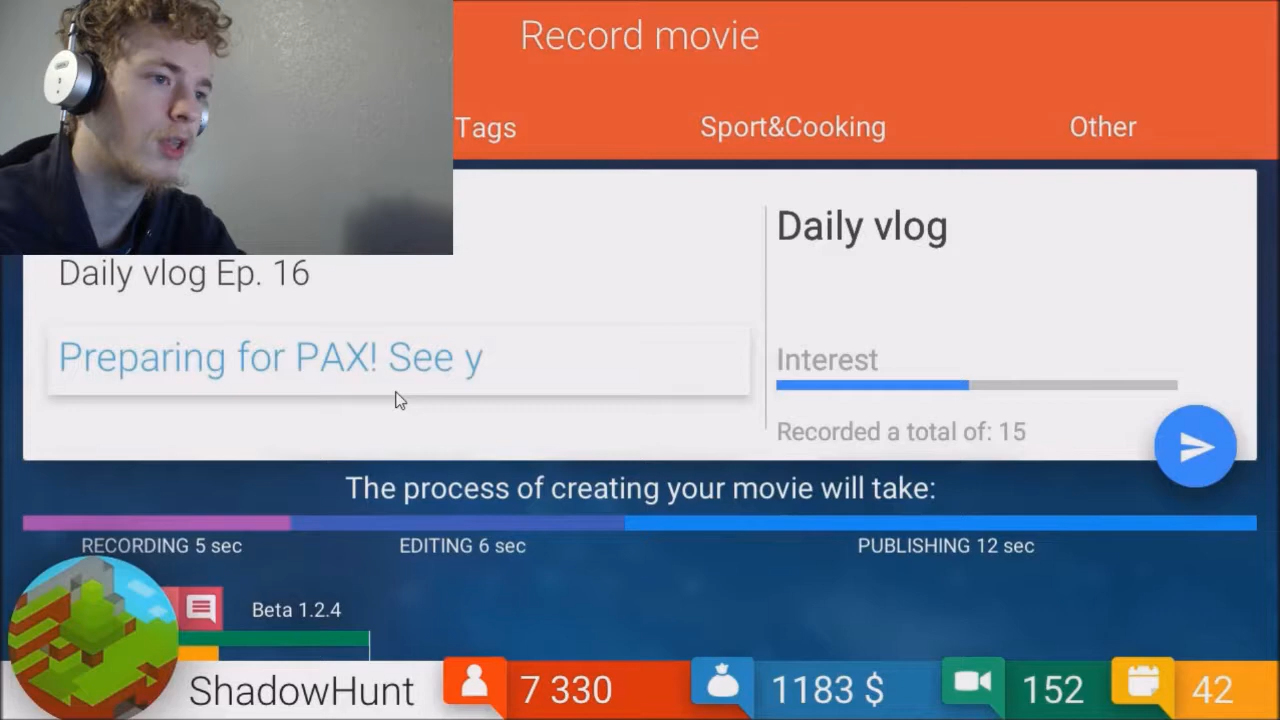 Record movie
Tags
Sport&Cooking
Other
Daily vlog
Daily vlog Ep. 16
Preparing for PAX! See y
Interest
Recorded a total of: 15
The process of creating your movie will take:
RECORDING 5 sec
EDITING 6 sec
PUBLISHING 12 sec
Beta 1.2.4
ShadowHunt
7 330
1183 $
152
42